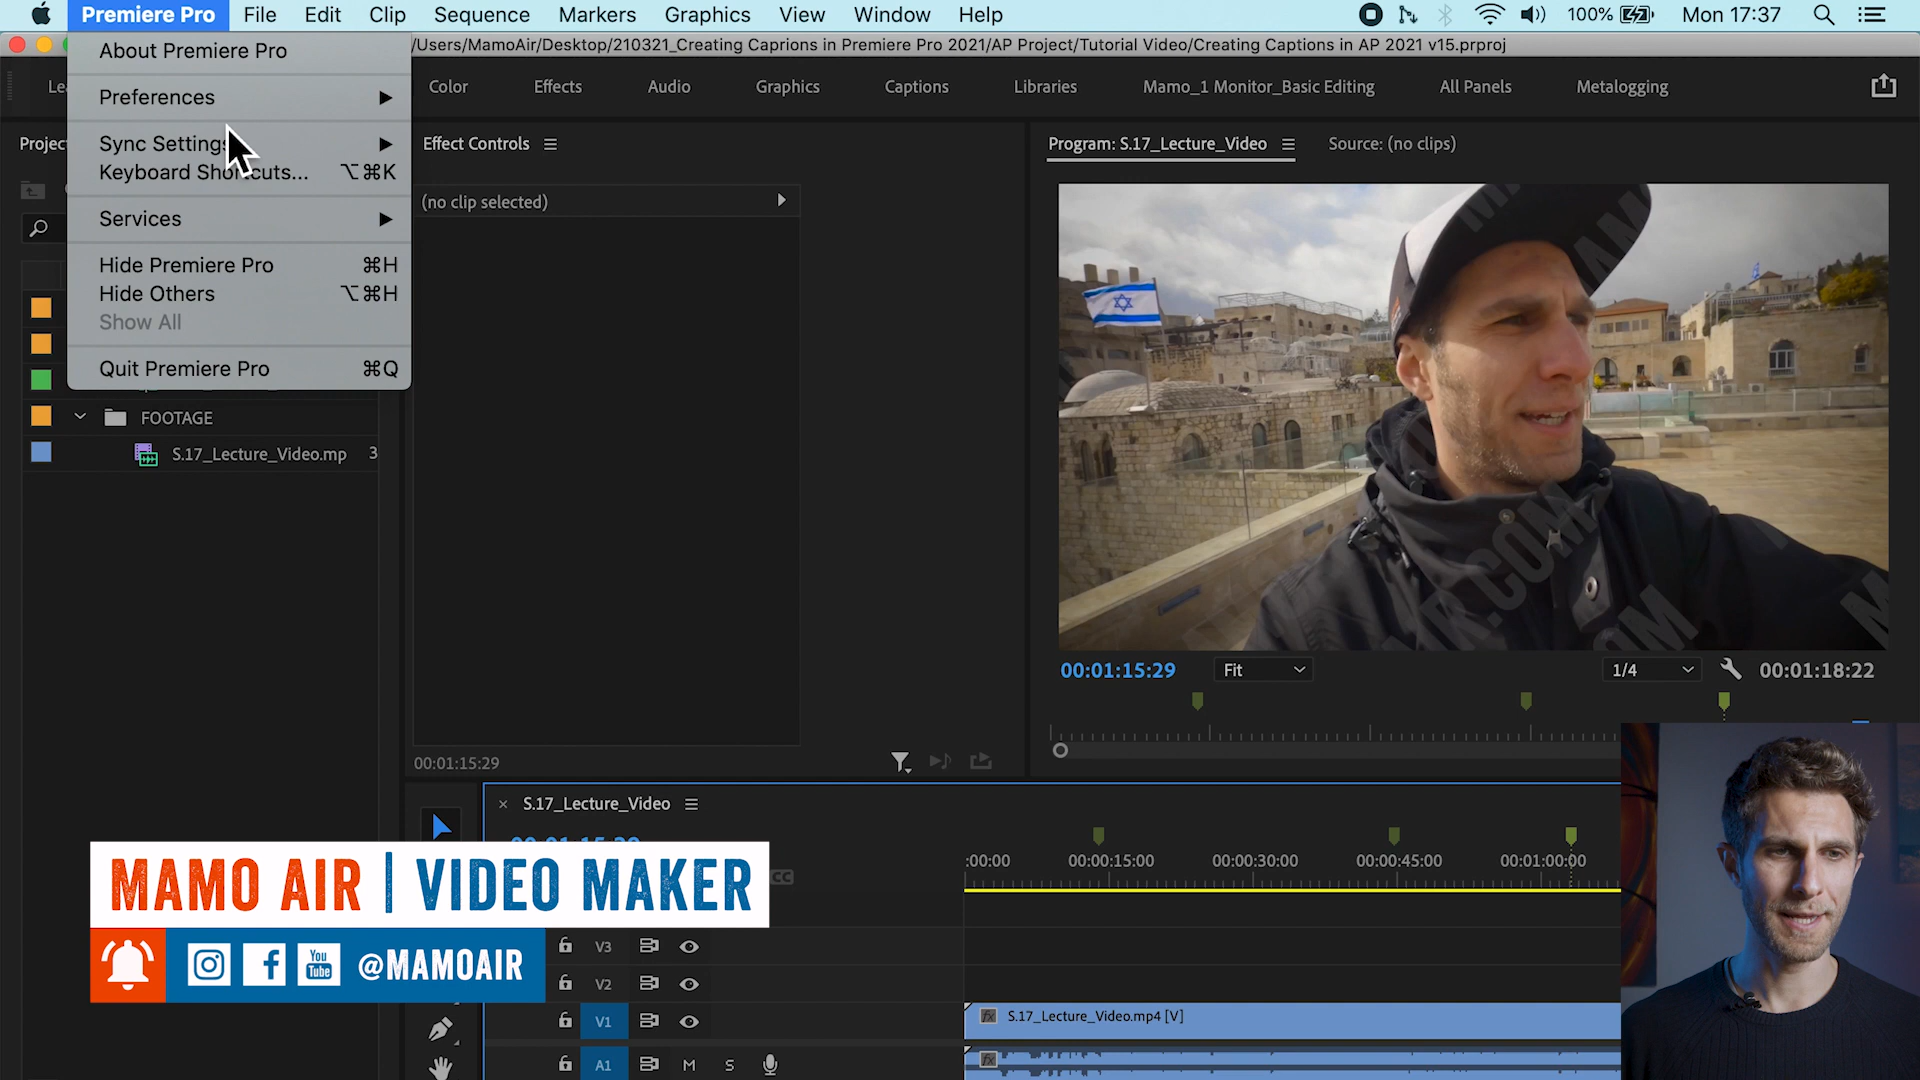 Premiere Pro File Edit Clip Sequence Markers Graphics View Window Help 100% Mon 17:37
/Users/MamoAir/Desktop/210321_Creating Caprions in Premiere Pro 2021/AP Project/Tutorial Video/Creating Captions in AP 2021 v15.prproj
Color Effects Audio Graphics Captions Libraries Mamo_1 Monitor_Basic Editing All Panels Metalogging
About Premiere Pro
Preferences
Sync Settings
Keyboard Shortcuts... ⌥⌘K
Services
Hide Premiere Pro ⌘H
Hide Others ⌥⌘H
Show All
Quit Premiere Pro ⌘Q
FOOTAGE
S.17_Lecture_Video.mp 3
Effect Controls
(no clip selected)
00:01:15:29
Program: S.17_Lecture_Video Source: (no clips)
00:01:15:29 Fit 1/4 00:01:18:22
S.17_Lecture_Video
:00:00 00:00:15:00 00:00:30:00 00:00:45:00 00:01:00:00
CC
MAMO AIR | VIDEO MAKER
You Tube @MAMOAIR
V3
V2
V1 fx S.17_Lecture_Video.mp4 [V]
A1 M S fx